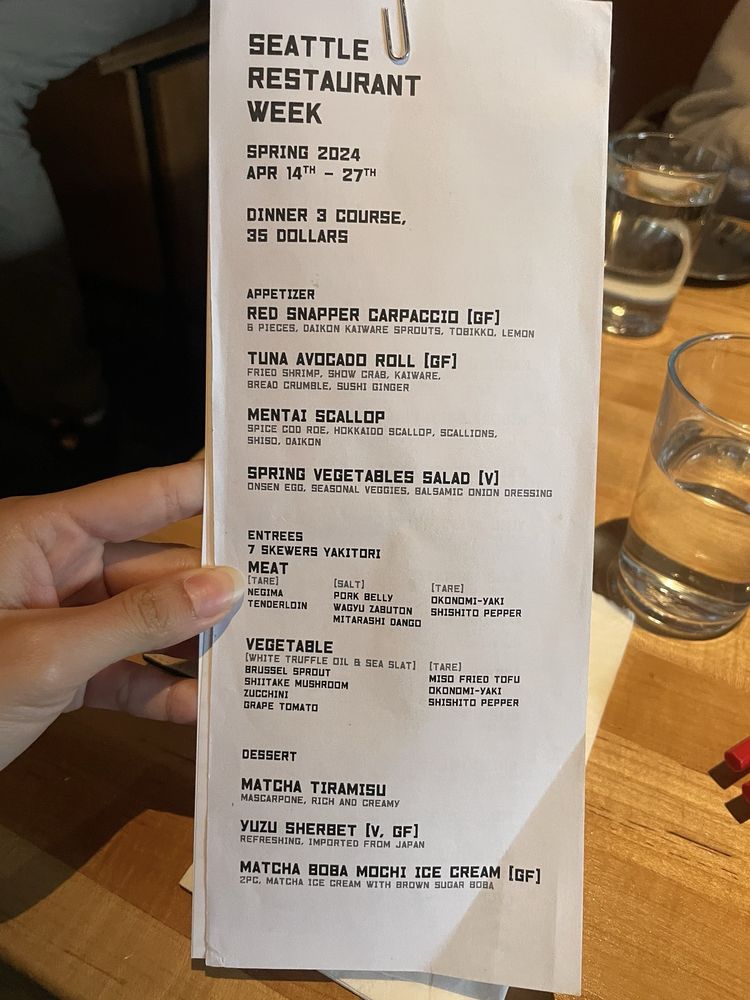 SEATTLE
RESTAURANT
WEEK
SPRING 2024
APR 14TH - 27TH
DINNER 3 COURSE,
35 DOLLARS
APPETIZER
RED SNAPPER CARPACCIO [GF]
6 PIECES, DAIKON KAIWARE SPROUTS, TOBIKKO, LEMON
TUNA AVOCADO ROLL [GF]
FRIED SHRIMP, SHOW CRAB, KAIWARE,
BREAD CRUMBLE, SUSHI GINGER
MENTAI SCALLOP
SPICE COD ROE, HOKKAIDO SCALLOP, SCALLIONS,
SHISO, DAIKON
SPRING VEGETABLES SALAD [V]
ONSEN EGG, SEASONAL VEGGIES, BALSAMIC ONION DRESSING
ENTREES
7 SKEWERS YAKITORI
MEAT
[TARE]
NEGIMA
TENDERLOIN
[SALT]
PORK BELLY
WAGYU ZABUTON
MITARASHI DANGO
[TARE]
OKONOMI-YAKI
SHISHITO PEPPER
VEGETABLE
[WHITE TRUFFLE OIL & SEA SLAT]
BRUSSEL SPROUT
SHIITAKE MUSHROOM
ZUCCHINI
GRAPE TOMATO
[TARE]
MISO FRIED TOFU
OKONOMI-YAKI
SHISHITO PEPPER
DESSERT
MATCHA TIRAMISU
MASCARPONE, RICH AND CREAMY
YUZU SHERBET [V, GF]
REFRESHING, IMPORTED FROM JAPAN
MATCHA BOBA MOCHI ICE CREAM [GF]
2PC, MATCHA ICE CREAM WITH BROWN SUGAR BOBA